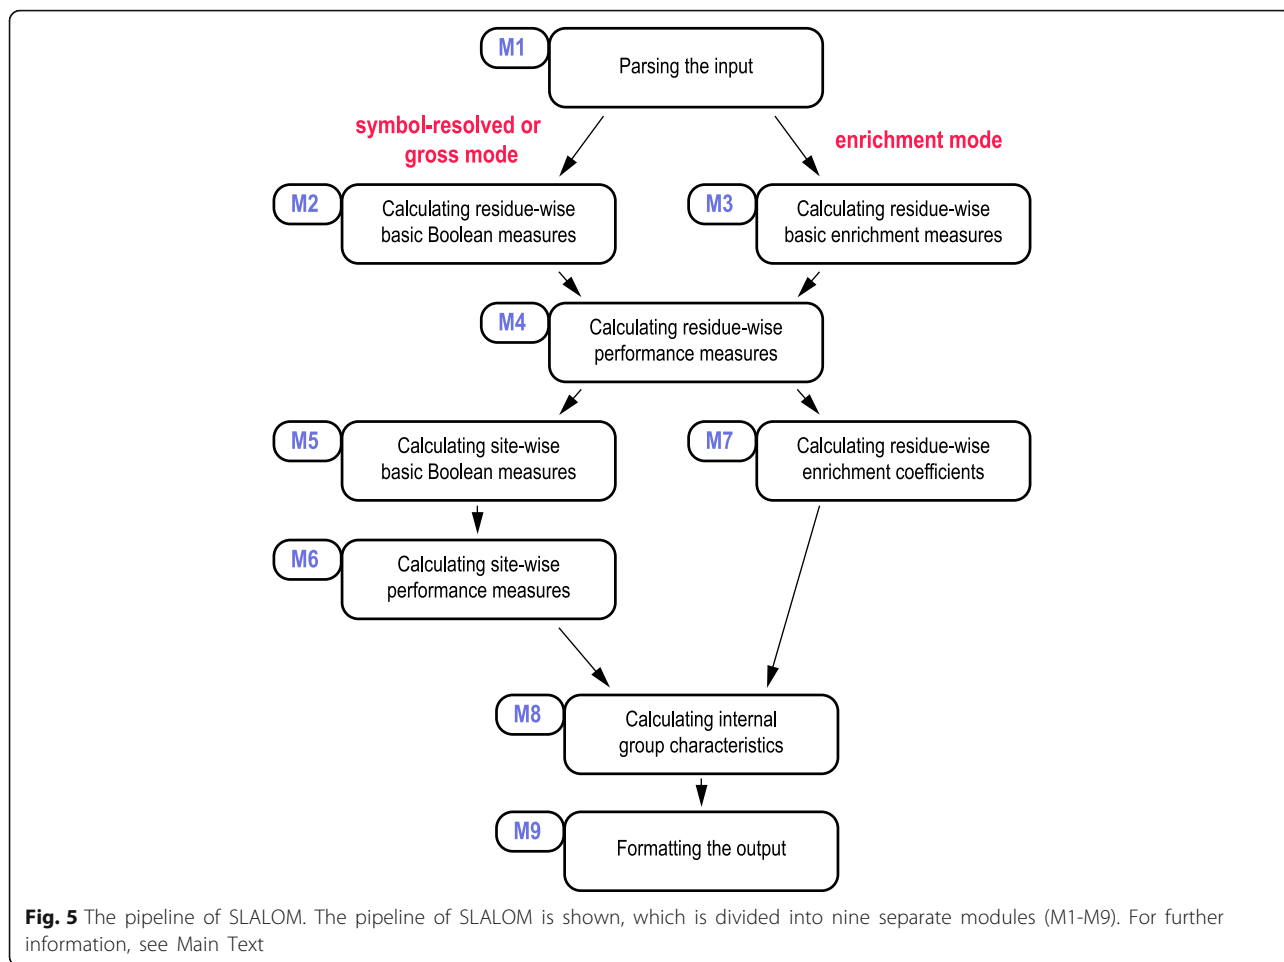 M1
Parsing the input
symbol-resolved or
gross mode
enrichment mode
M2
Calculating residue-wise
basic Boolean measures
M3
Calculating residue-wise
basic enrichment measures
M4
Calculating residue-wise
performance measures
M5
Calculating site-wise
basic Boolean measures
M7
Calculating residue-wise
enrichment coefficients
M6
Calculating site-wise
performance measures
M8
Calculating internal
group characteristics
M9
Formatting the output
Fig. 5 The pipeline of SLALOM. The pipeline of SLALOM is shown, which is divided into nine separate modules (M1-M9). For further
information, see Main Text